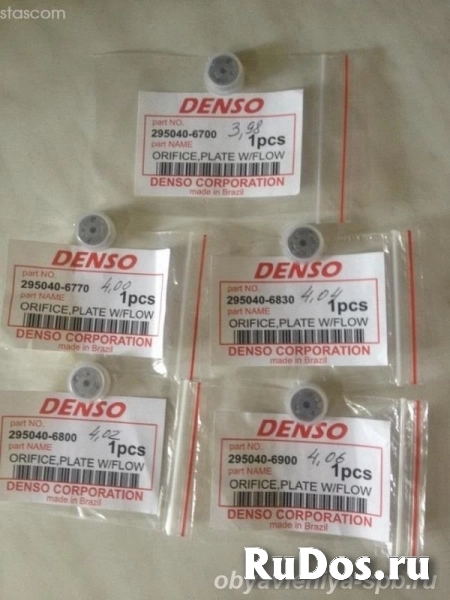 stascom
DENSO
part NO.
295040-6700 3,98
part NAME 1pcs
ORIFICE,PLATE W/FLOW
DENSO CORPORATION
made in Brazil
DENSO
part NO.
295040-6770 4,00
part NAME 1pcs
ORIFICE,PLATE W/FLOW
DENSO CORPORATION
made in Brazil
DENSO
part NO.
295040-6830 4,04
part NAME 1pcs
ORIFICE,PLATE W/FLOW
DENSO CORPORATION
made in Brazil
DENSO
part NO.
295040-6800 4,02
part NAME 1pcs
ORIFICE,PLATE W/FLOW
DENSO CORPORATION
made in Brazil
DENSO
part NO.
295040-6900 4,06
part NAME 1pcs
ORIFICE,PLATE W/FLOW
DENSO CORPORATION
made in Brazil
obyavleniya-spb.ru
RuDos.ru